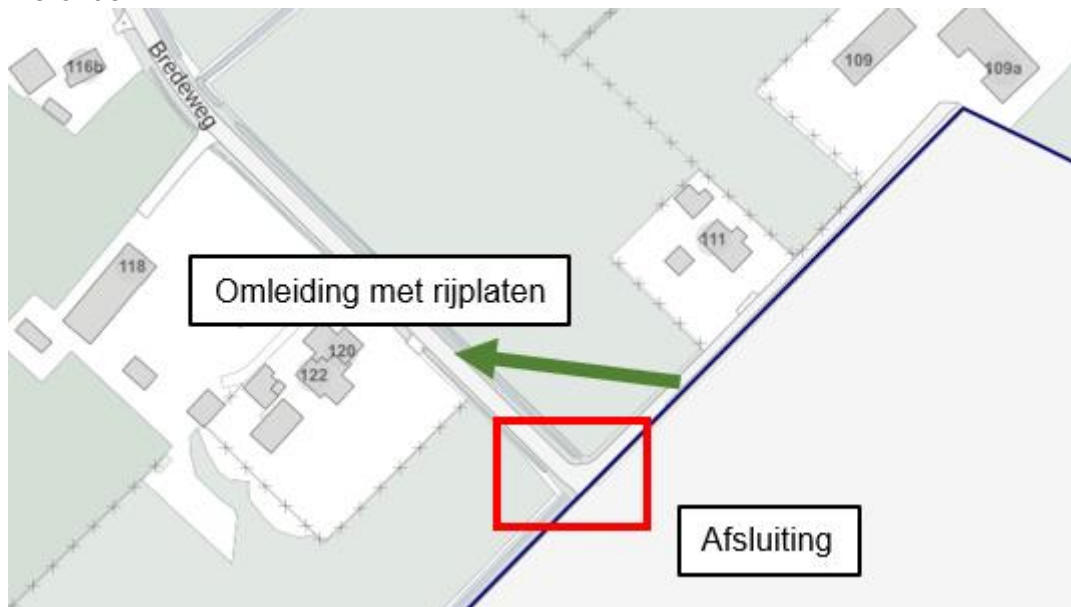 116b
Bredeweg
109
109a
111
118
Omleiding met rijplaten
120
122
Afsluiting